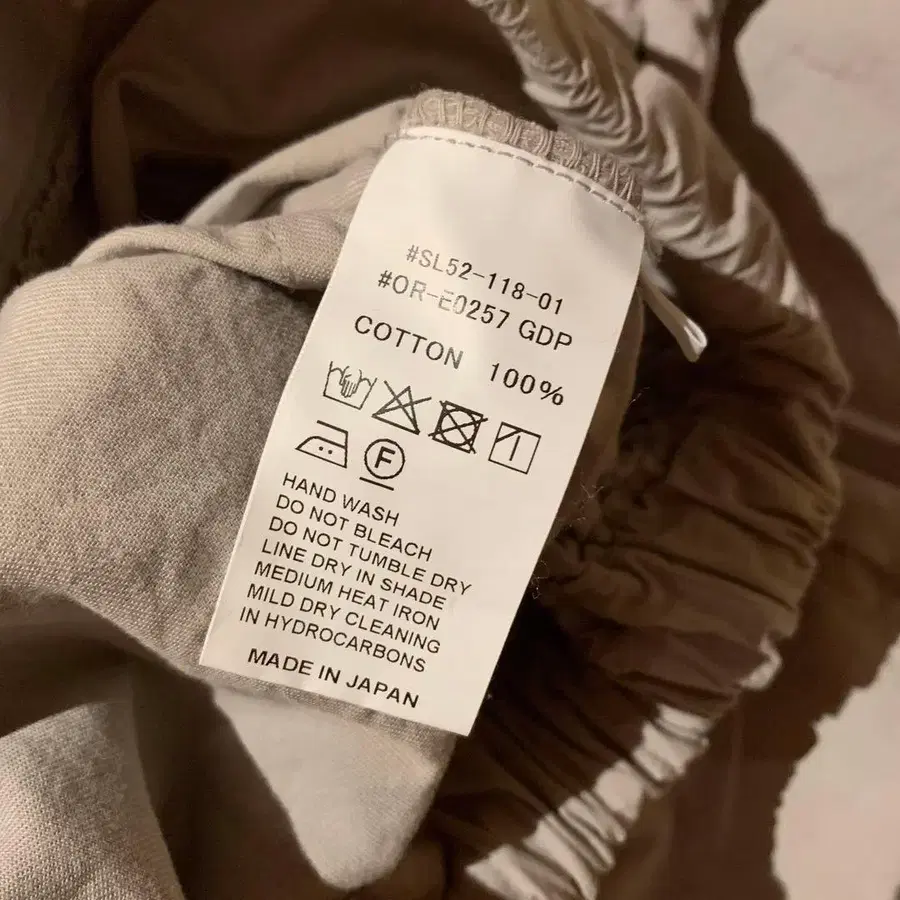 #SL52-118-01
#OR-E0257 GDP
COTTON 100%
F
HAND WASH
DO NOT BLEACH
DO NOT TUMBLE DRY
LINE DRY IN SHADE
MEDIUM HEAT IRON
MILD DRY CLEANING
IN HYDROCARBONS
MADE IN JAPAN